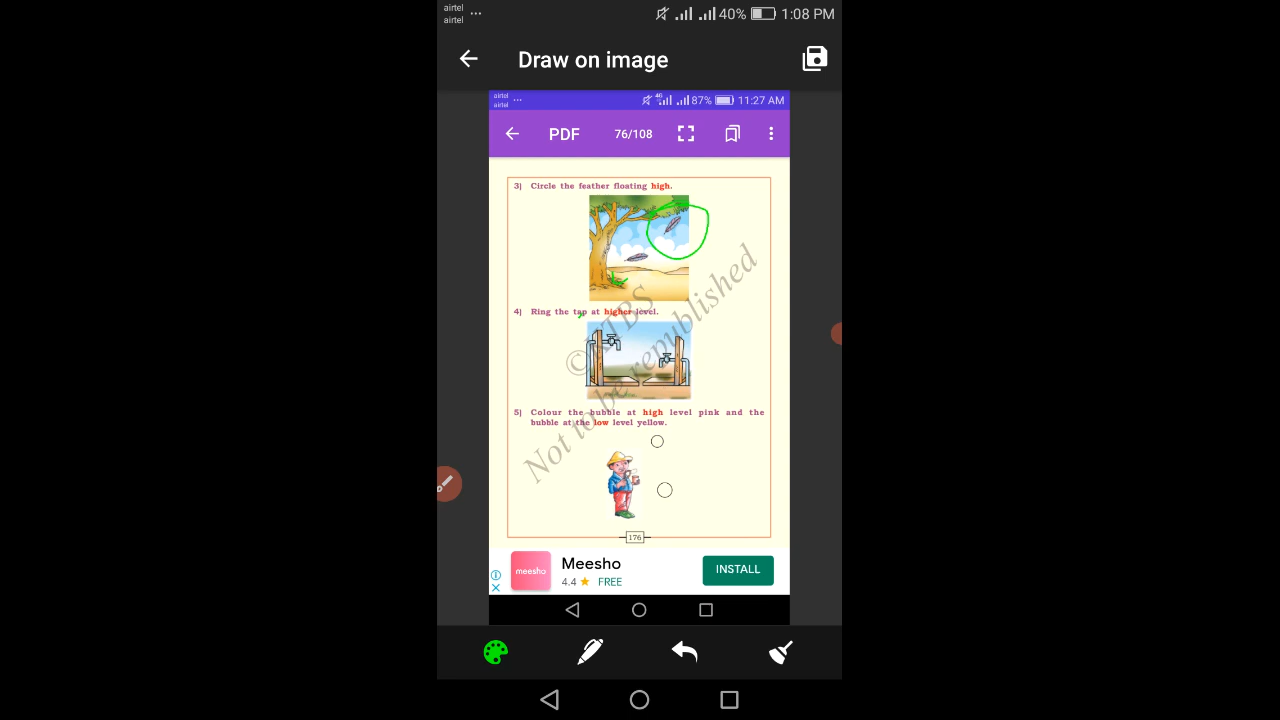 airtel
airtel ... 40% 1:08 PM
Draw on image
airtel
airtel ... 4G 87% 11:27 AM
PDF 76/108
3] Circle the feather floating high.
4] Ring the tap at higher level.
5] Colour the bubble at high level pink and the
bubble at the low level yellow.
©KTBS
Not to be republished
176
meesho
Meesho
4.4 ★ FREE
INSTALL